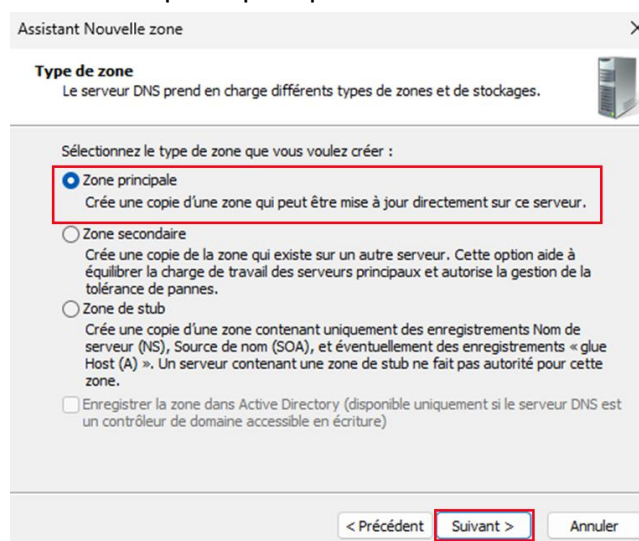 Assistant Nouvelle zone
Type de zone
Le serveur DNS prend en charge différents types de zones et de stockages.
Sélectionnez le type de zone que vous voulez créer :
Zone principale
Crée une copie d'une zone qui peut être mise à jour directement sur ce serveur.
Zone secondaire
Crée une copie de la zone qui existe sur un autre serveur. Cette option aide à
équilibrer la charge de travail des serveurs principaux et autorise la gestion de la
tolérance de pannes.
Zone de stub
Crée une copie d'une zone contenant uniquement des enregistrements Nom de
serveur (NS), Source de nom (SOA), et éventuellement des enregistrements « glue
Host (A) ». Un serveur contenant une zone de stub ne fait pas autorité pour cette
zone.
Enregistrer la zone dans Active Directory (disponible uniquement si le serveur DNS est
un contrôleur de domaine accessible en écriture)
< Précédent Suivant > Annuler